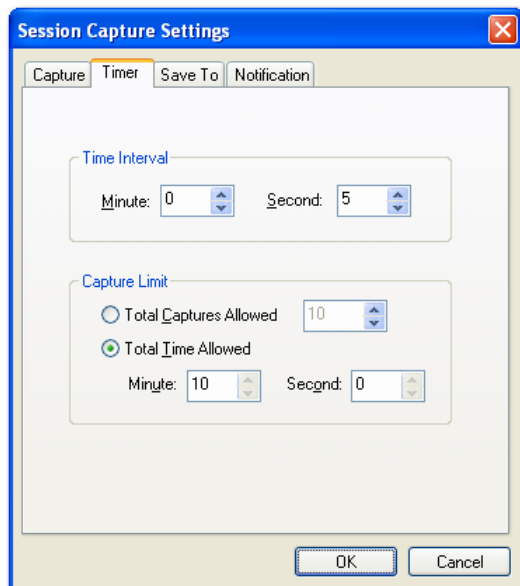 Session Capture Settings
Capture Timer Save To Notification
Time Interval
Minute: 0 Second: 5
Capture Limit
Total Captures Allowed 10
Total Time Allowed
Minute: 10 Second: 0
OK Cancel